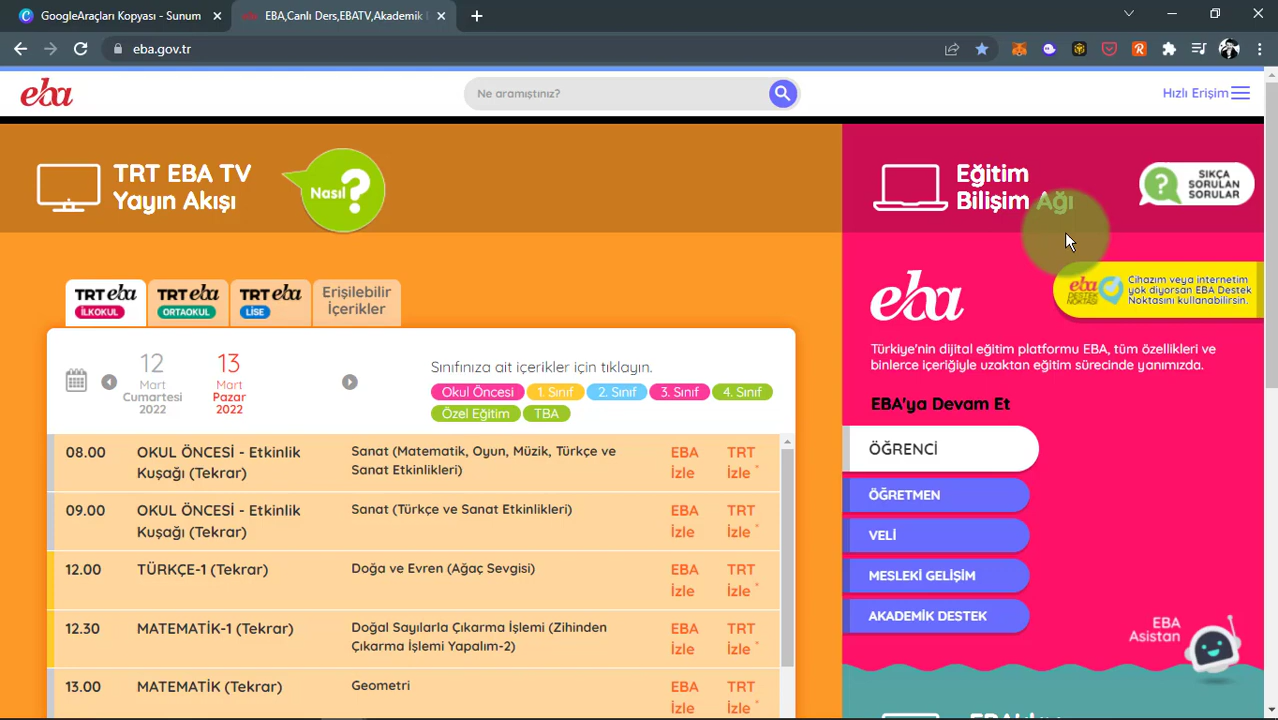 GoogleAraçları Kopyası - Sunum
EBA,Canlı Ders,EBATV,Akademik
eba.gov.tr
eba
Ne aramıştınız?
Hızlı Erişim
TRT EBA TV
Yayın Akışı
Nasıl ?
Eğitim
Bilişim Ağı
?
SIKÇA
SORULAN
SORULAR
TRT eba
İLKOKUL
TRT eba
ORTAOKUL
TRT eba
LİSE
Erişilebilir
İçerikler
eba
eba
DESTEK
NOKTASI
Cihazım veya internetim
yok diyorsan EBA Destek
Noktasını kullanabilirsin.
Türkiye'nin dijital eğitim platformu EBA, tüm özellikleri ve
binlerce içeriğiyle uzaktan eğitim sürecinde yanımızda.
12
Mart
Cumartesi
2022
13
Mart
Pazar
2022
Sınıfınıza ait içerikler için tıklayın.
Okul Öncesi 1. Sınıf 2. Sınıf 3. Sınıf 4. Sınıf
Özel Eğitim TBA
08.00 OKUL ÖNCESİ - Etkinlik Kuşağı (Tekrar) Sanat (Matematik, Oyun, Müzik, Türkçe ve Sanat Etkinlikleri) EBA İzle TRT İzle *
09.00 OKUL ÖNCESİ - Etkinlik Kuşağı (Tekrar) Sanat (Türkçe ve Sanat Etkinlikleri) EBA İzle TRT İzle *
12.00 TÜRKÇE-1 (Tekrar) Doğa ve Evren (Ağaç Sevgisi) EBA İzle TRT İzle *
12.30 MATEMATİK-1 (Tekrar) Doğal Sayılarla Çıkarma İşlemi (Zihinden Çıkarma İşlemi Yapalım-2) EBA İzle TRT İzle *
13.00 MATEMATİK (Tekrar) Geometri EBA İzle TRT İzle *
EBA'ya Devam Et
ÖĞRENCİ
ÖĞRETMEN
VELİ
MESLEKİ GELİŞİM
AKADEMİK DESTEK
EBA
Asistan